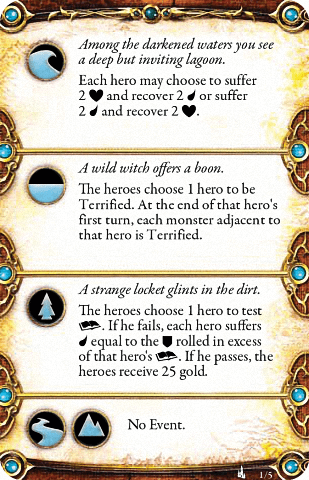 Among the darkened waters you see
a deep but inviting lagoon.
Each hero may choose to suffer
2 and recover 2 or suffer
2 and recover 2.
A wild witch offers a boon.
The heroes choose 1 hero to be
Terrified. At the end of that hero's
first turn, each monster adjacent to
that hero is Terrified.
A strange locket glints in the dirt.
The heroes choose 1 hero to test
. If he fails, each hero suffers
equal to the rolled in excess
of that hero's . If he passes, the
heroes receive 25 gold.
No Event.
1/5